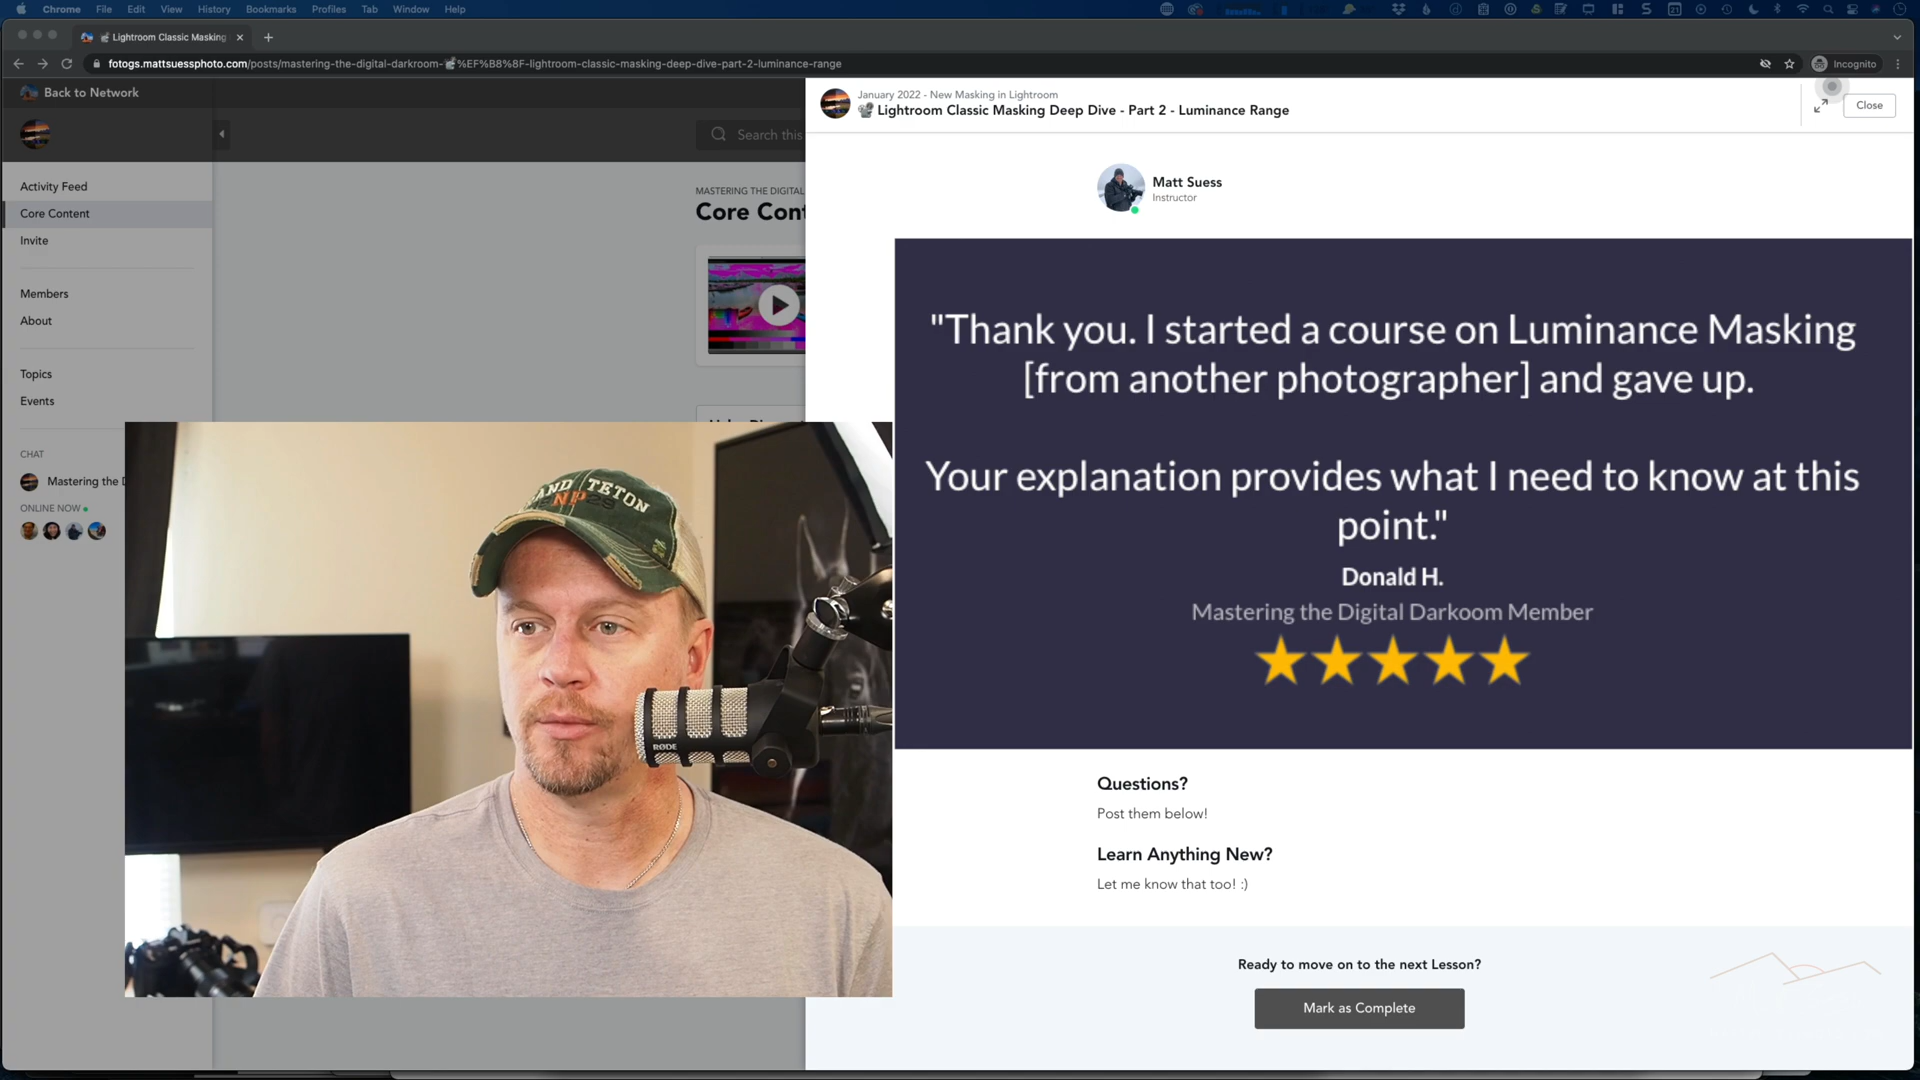 Chrome File Edit View History Bookmarks Profiles Tab Window Help
Lightroom Classic Masking
fotogs.mattsuessphoto.com/posts/mastering-the-digital-darkroom-📽%EF%B8%8F-lightroom-classic-masking-deep-dive-part-2-luminance-range
Incognito
Back to Network
Search this
Activity Feed
Core Content
Invite
Members
About
Topics
Events
CHAT
Mastering the D
ONLINE NOW
MASTERING THE DIGITAL
Core Cont
January 2022 - New Masking in Lightroom
📽 Lightroom Classic Masking Deep Dive - Part 2 - Luminance Range
Close
Matt Suess
Instructor
"Thank you. I started a course on Luminance Masking
[from another photographer] and gave up.
Your explanation provides what I need to know at this
point."
Donald H.
Mastering the Digital Darkoom Member
GRAND TETON
NP
RØDE
Questions?
Post them below!
Learn Anything New?
Let me know that too! :)
Ready to move on to the next Lesson?
Mark as Complete